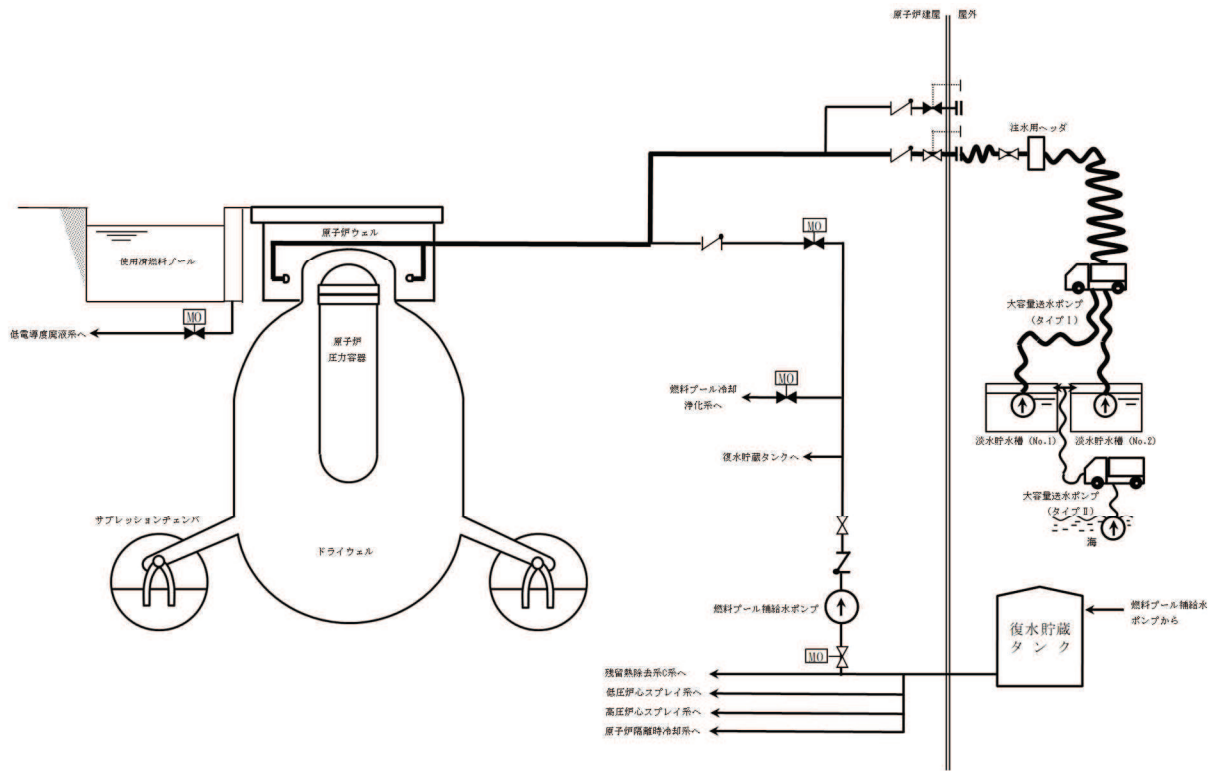 原子炉建屋
屋外
注水用ヘッダ
MO
原子炉ウェル
使用済燃料プール
大容量送水ポンプ
(タイプⅠ)
MO
低電導度廃液系へ
原子炉
圧力容器
MO
燃料プール冷却
浄化系へ
淡水貯水槽 (No.1)
淡水貯水槽 (No.2)
復水貯蔵タンクへ
大容量送水ポンプ
(タイプⅡ)
サプレッションチェンバ
海
ドライウェル
燃料プール補給水ポンプ
燃料プール補給水
ポンプから
復水貯蔵
タンク
MO
残留熱除去系C系へ
低圧炉心スプレイ系へ
高圧炉心スプレイ系へ
原子炉隔離時冷却系へ